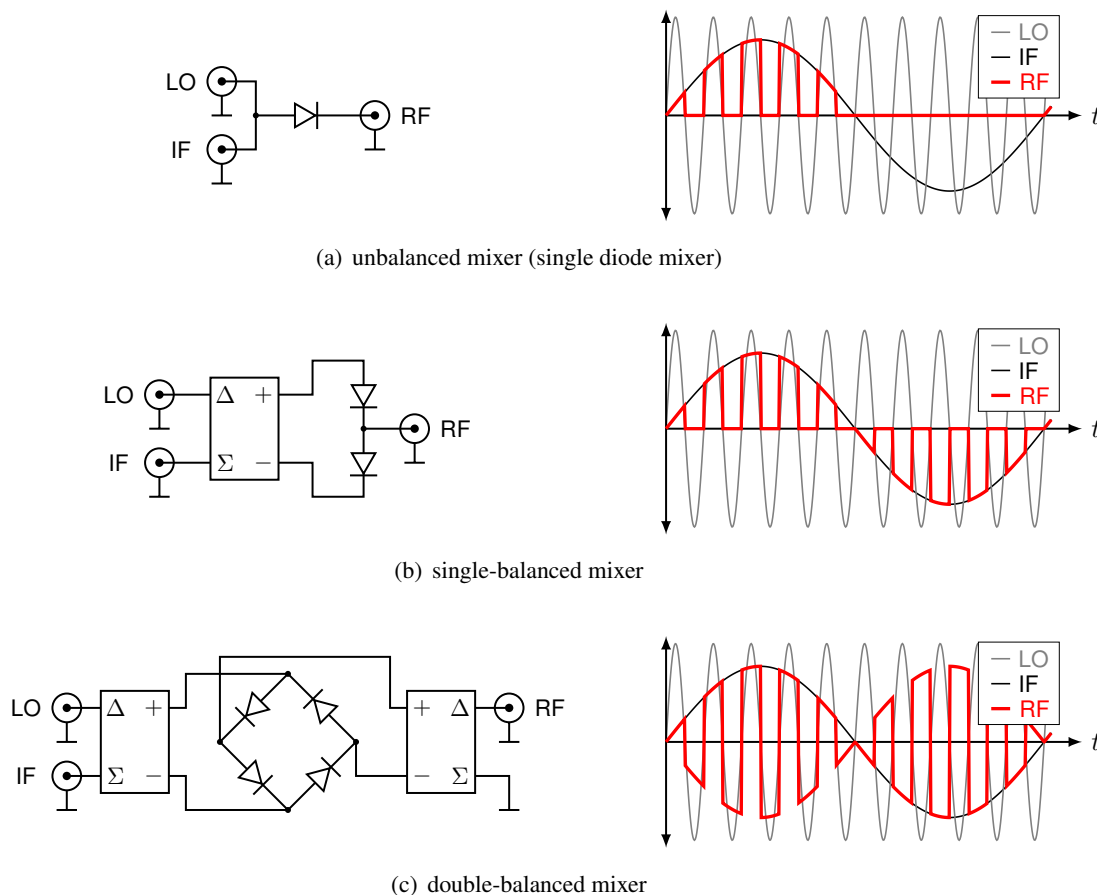 LO
IF
RF
LO
IF
RF
t
(a) unbalanced mixer (single diode mixer)
LO
IF
Δ +
Σ −
RF
LO
IF
RF
t
(b) single-balanced mixer
LO
IF
Δ +
Σ −
+ Δ
− Σ
RF
LO
IF
RF
t
(c) double-balanced mixer